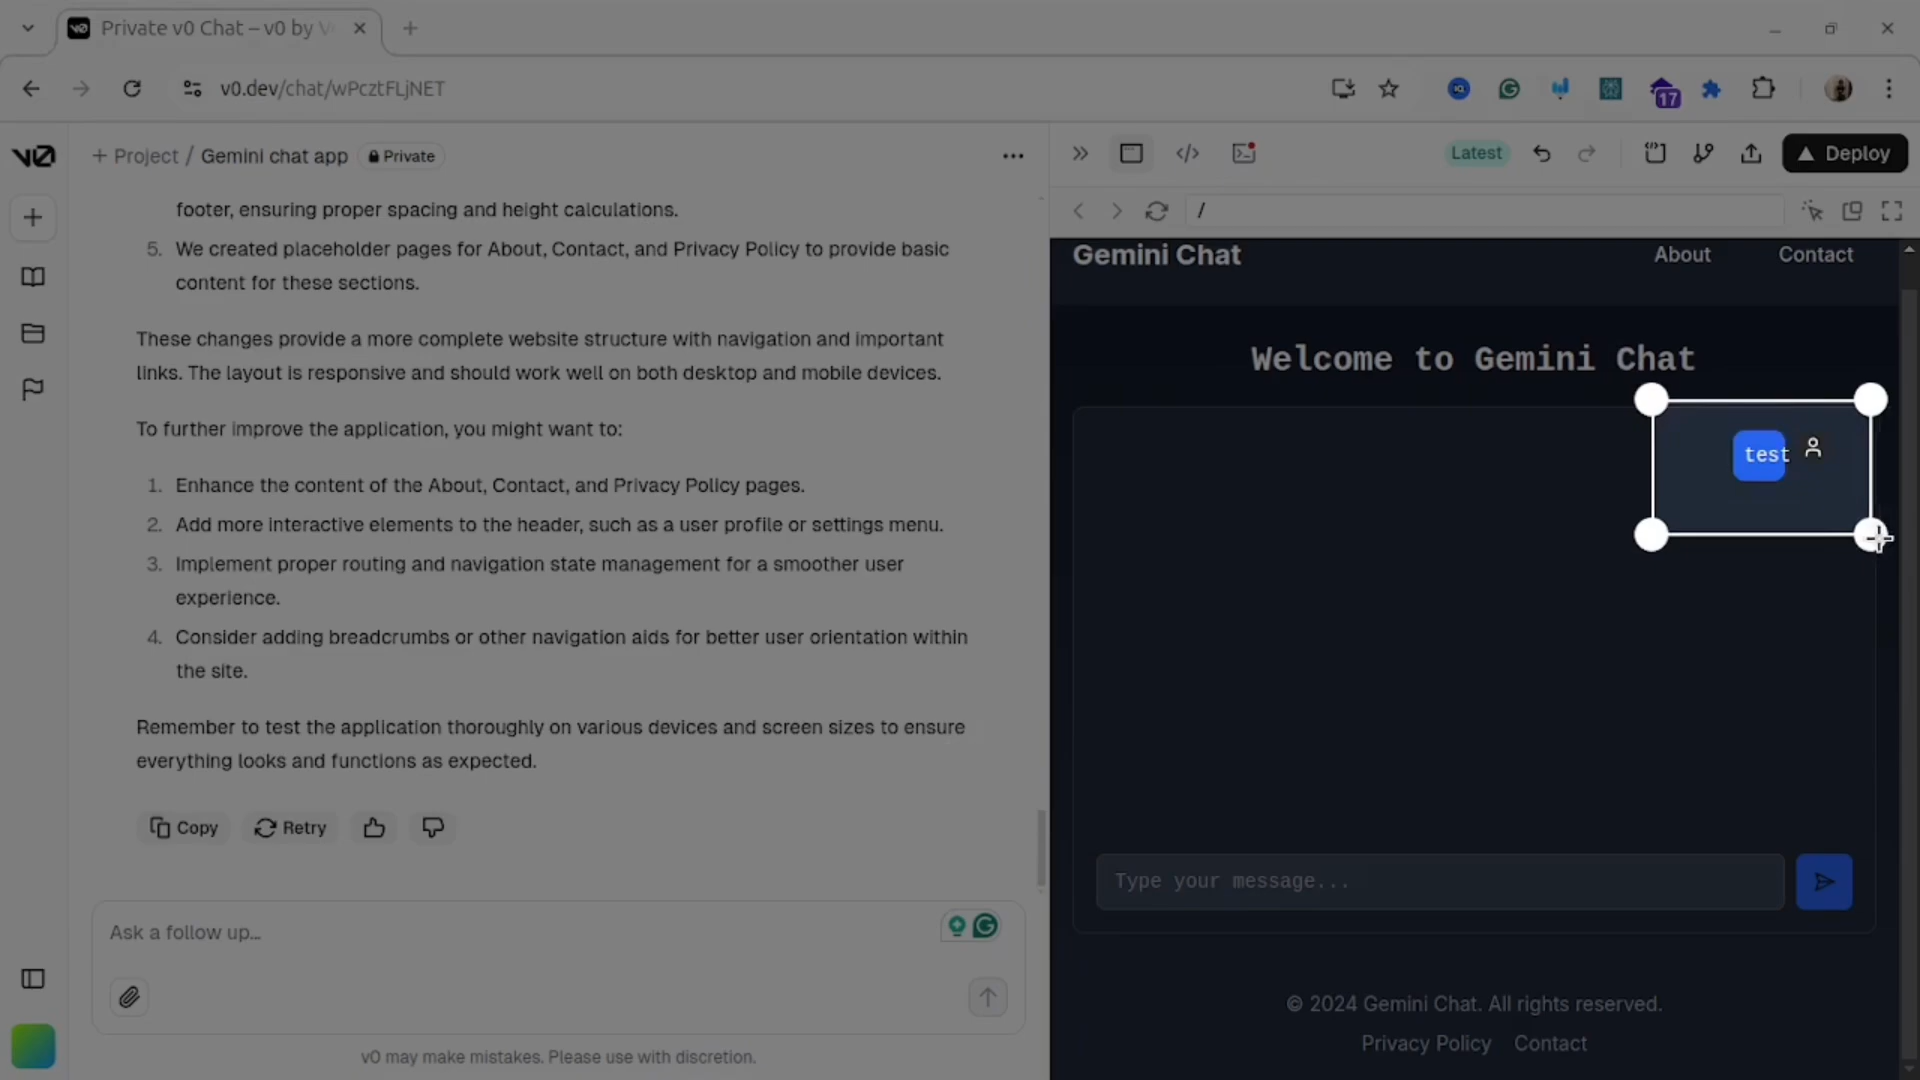 Private v0 Chat – v0 by V
v0.dev/chat/wPcztFLjNET
17
v0
Project / Gemini chat app
Private
Latest
Deploy
/
footer, ensuring proper spacing and height calculations.
5. We created placeholder pages for About, Contact, and Privacy Policy to provide basic
content for these sections.
These changes provide a more complete website structure with navigation and important
links. The layout is responsive and should work well on both desktop and mobile devices.
To further improve the application, you might want to:
1. Enhance the content of the About, Contact, and Privacy Policy pages.
2. Add more interactive elements to the header, such as a user profile or settings menu.
3. Implement proper routing and navigation state management for a smoother user
experience.
4. Consider adding breadcrumbs or other navigation aids for better user orientation within
the site.
Remember to test the application thoroughly on various devices and screen sizes to ensure
everything looks and functions as expected.
Copy
Retry
Ask a follow up...
v0 may make mistakes. Please use with discretion.
Gemini Chat
About
Contact
Welcome to Gemini Chat
test
Type your message...
© 2024 Gemini Chat. All rights reserved.
Privacy Policy
Contact